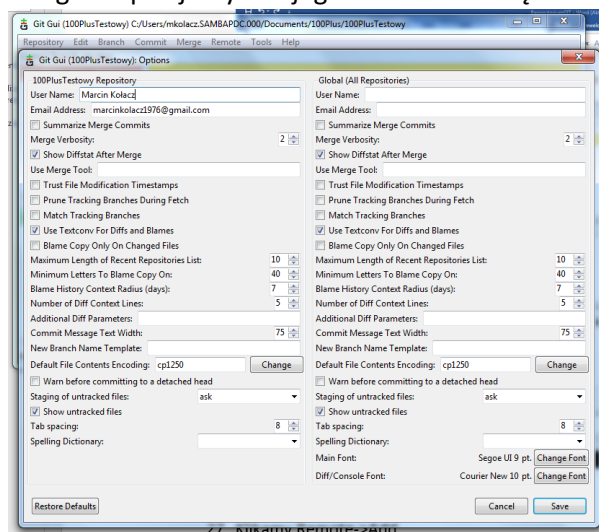 Git Gui (100PlusTestowy) C:/Users/mkolacz.SAMBAPDC.000/Documents/100Plus/100PlusTestowy
Repository Edit Branch Commit Merge Remote Tools Help
Git Gui (100PlusTestowy): Options
100PlusTestowy Repository
User Name: Marcin Kołacz
Email Address: marcinkolacz1976@gmail.com
Summarize Merge Commits
Merge Verbosity: 2
Show Diffstat After Merge
Use Merge Tool:
Trust File Modification Timestamps
Prune Tracking Branches During Fetch
Match Tracking Branches
Use Textconv For Diffs and Blames
Blame Copy Only On Changed Files
Maximum Length of Recent Repositories List: 10
Minimum Letters To Blame Copy On: 40
Blame History Context Radius (days): 7
Number of Diff Context Lines: 5
Additional Diff Parameters:
Commit Message Text Width: 75
New Branch Name Template:
Default File Contents Encoding: cp1250 Change
Warn before committing to a detached head
Staging of untracked files: ask
Show untracked files
Tab spacing: 8
Spelling Dictionary:
Global (All Repositories)
User Name:
Email Address:
Summarize Merge Commits
Merge Verbosity: 2
Show Diffstat After Merge
Use Merge Tool:
Trust File Modification Timestamps
Prune Tracking Branches During Fetch
Match Tracking Branches
Use Textconv For Diffs and Blames
Blame Copy Only On Changed Files
Maximum Length of Recent Repositories List: 10
Minimum Letters To Blame Copy On: 40
Blame History Context Radius (days): 7
Number of Diff Context Lines: 5
Additional Diff Parameters:
Commit Message Text Width: 75
New Branch Name Template:
Default File Contents Encoding: cp1250 Change
Warn before committing to a detached head
Staging of untracked files: ask
Show untracked files
Tab spacing: 8
Spelling Dictionary:
Main Font: Segoe UI 9 pt. Change Font
Diff/Console Font: Courier New 10 pt. Change Font
Restore Defaults Cancel Save
27. Klikamy Remote->Add